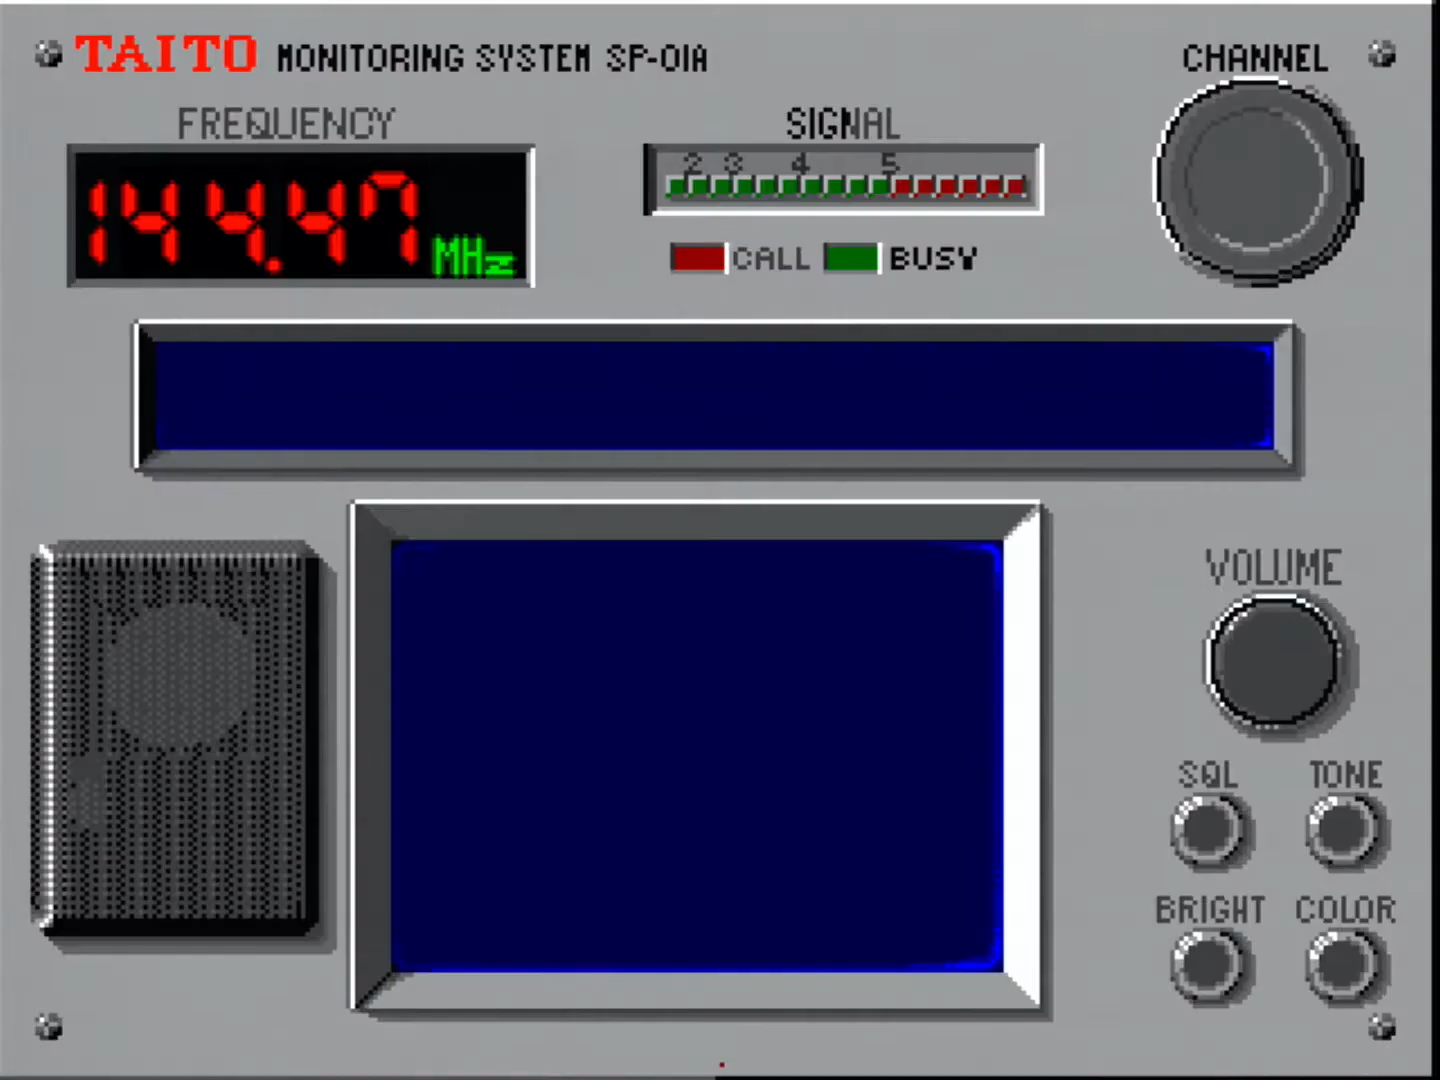 TAITO MONITORING SYSTEM SP-01A
CHANNEL
FREQUENCY
SIGNAL
2 3 4 5
144.47 MHz
CALL BUSY
VOLUME
SQL TONE
BRIGHT COLOR